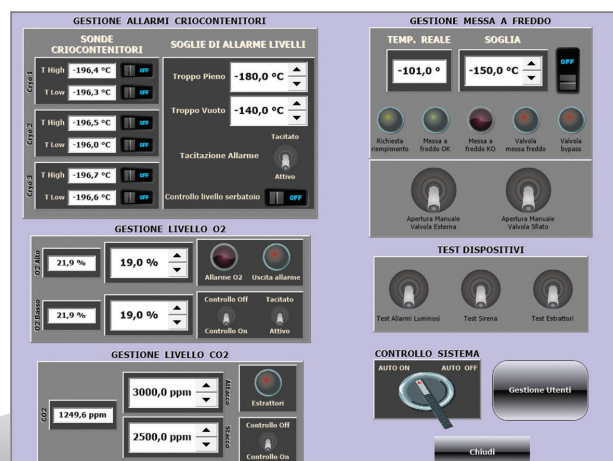 GESTIONE ALLARMI CRIOCONTENITORI
SONDE
CRIOCONTENITORI
SOGLIE DI ALLARME LIVELLI
Cryo 1
T High -196,4 °C OFF
T Low -196,3 °C OFF
Cryo 2
T High -196,5 °C OFF
T Low -196,0 °C OFF
Cryo 3
T High -196,7 °C OFF
T Low -196,6 °C OFF
Troppo Pieno -180,0 °C
Troppo Vuoto -140,0 °C
Tacitato
Tacitazione Allarme
Attivo
Controllo livello serbatoio OFF
GESTIONE MESSA A FREDDO
TEMP. REALE SOGLIA
-101,0 ° -150,0 °C OFF
Richiesta
riempimento
Messa a
freddo OK
Messa a
freddo KO
Valvola
messa freddo
Valvola
bypass
Apertura Manuale
Valvola Esterna
Apertura Manuale
Valvola Sfiato
GESTIONE LIVELLO O2
O2 Alto
21,9 % 19,0 %
Allarme O2 Uscita allarme
O2 Basso
21,9 % 19,0 %
Controllo Off Tacitato
Controllo On Attivo
TEST DISPOSITIVI
Test Allarmi Luminosi Test Sirena Test Estrattori
GESTIONE LIVELLO CO2
CO2
1249,6 ppm
3000,0 ppm Attacco
Estrattori
2500,0 ppm Stacco
Controllo Off
Controllo On
CONTROLLO SISTEMA
AUTO ON AUTO OFF
Gestione Utenti
Chiudi